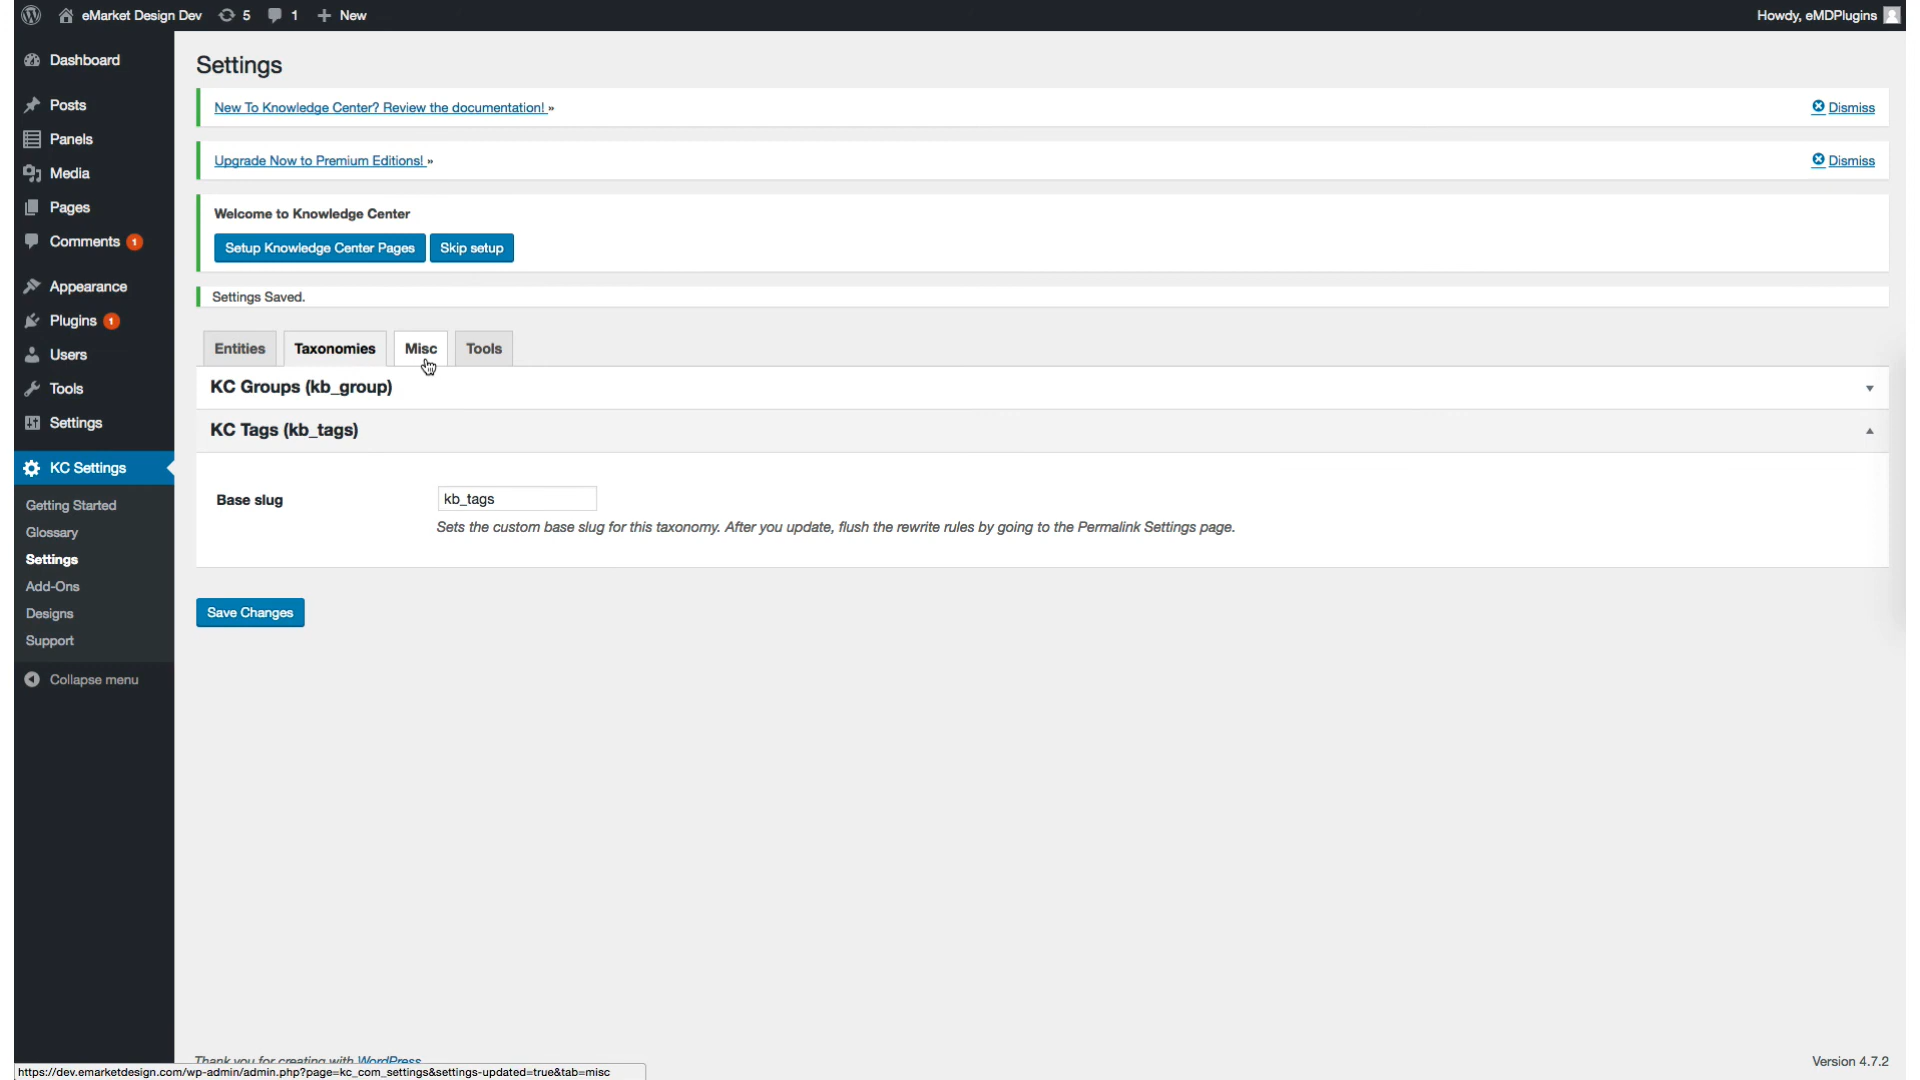 eMarket Design Dev 5 1 New Howdy, eMDPlugins
Dashboard
Posts
Panels
Media
Pages
Comments 1
Appearance
Plugins 1
Users
Tools
Settings
KC Settings
Getting Started
Glossary
Settings
Add-Ons
Designs
Support
Collapse menu
Settings
New To Knowledge Center? Review the documentation! » Dismiss
Upgrade Now to Premium Editions! » Dismiss
Welcome to Knowledge Center
Setup Knowledge Center Pages Skip setup
Settings Saved.
Entities Taxonomies Misc Tools
KC Groups (kb_group)
KC Tags (kb_tags)
Base slug kb_tags
Sets the custom base slug for this taxonomy. After you update, flush the rewrite rules by going to the Permalink Settings page.
Save Changes
Thank you for creating with WordPress Version 4.7.2
https://dev.emarketdesign.com/wp-admin/admin.php?page=kc_com_settings&settings-updated=true&tab=misc